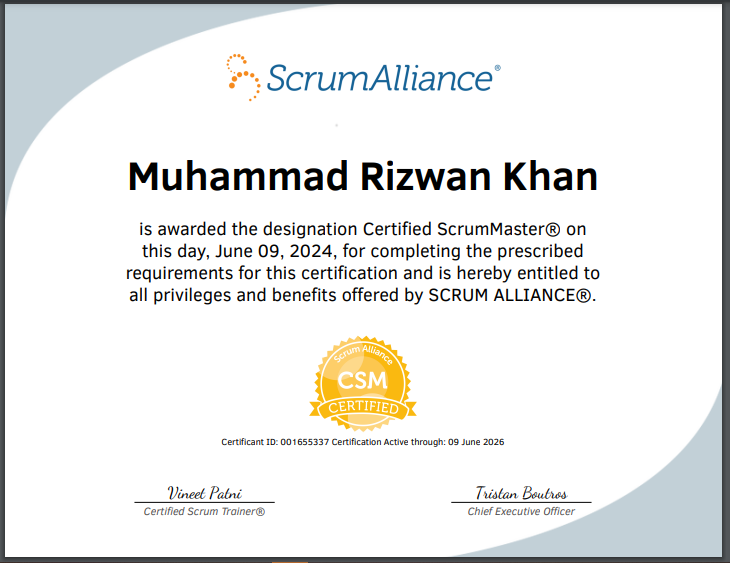 ScrumAlliance®
Muhammad Rizwan Khan
is awarded the designation Certified ScrumMaster® on
this day, June 09, 2024, for completing the prescribed
requirements for this certification and is hereby entitled to
all privileges and benefits offered by SCRUM ALLIANCE®.
Scrum Alliance
CSM
CERTIFIED
Certificant ID: 001655337 Certification Active through: 09 June 2026
Vineet Patni
Tristan Boutros
Certified Scrum Trainer®
Chief Executive Officer